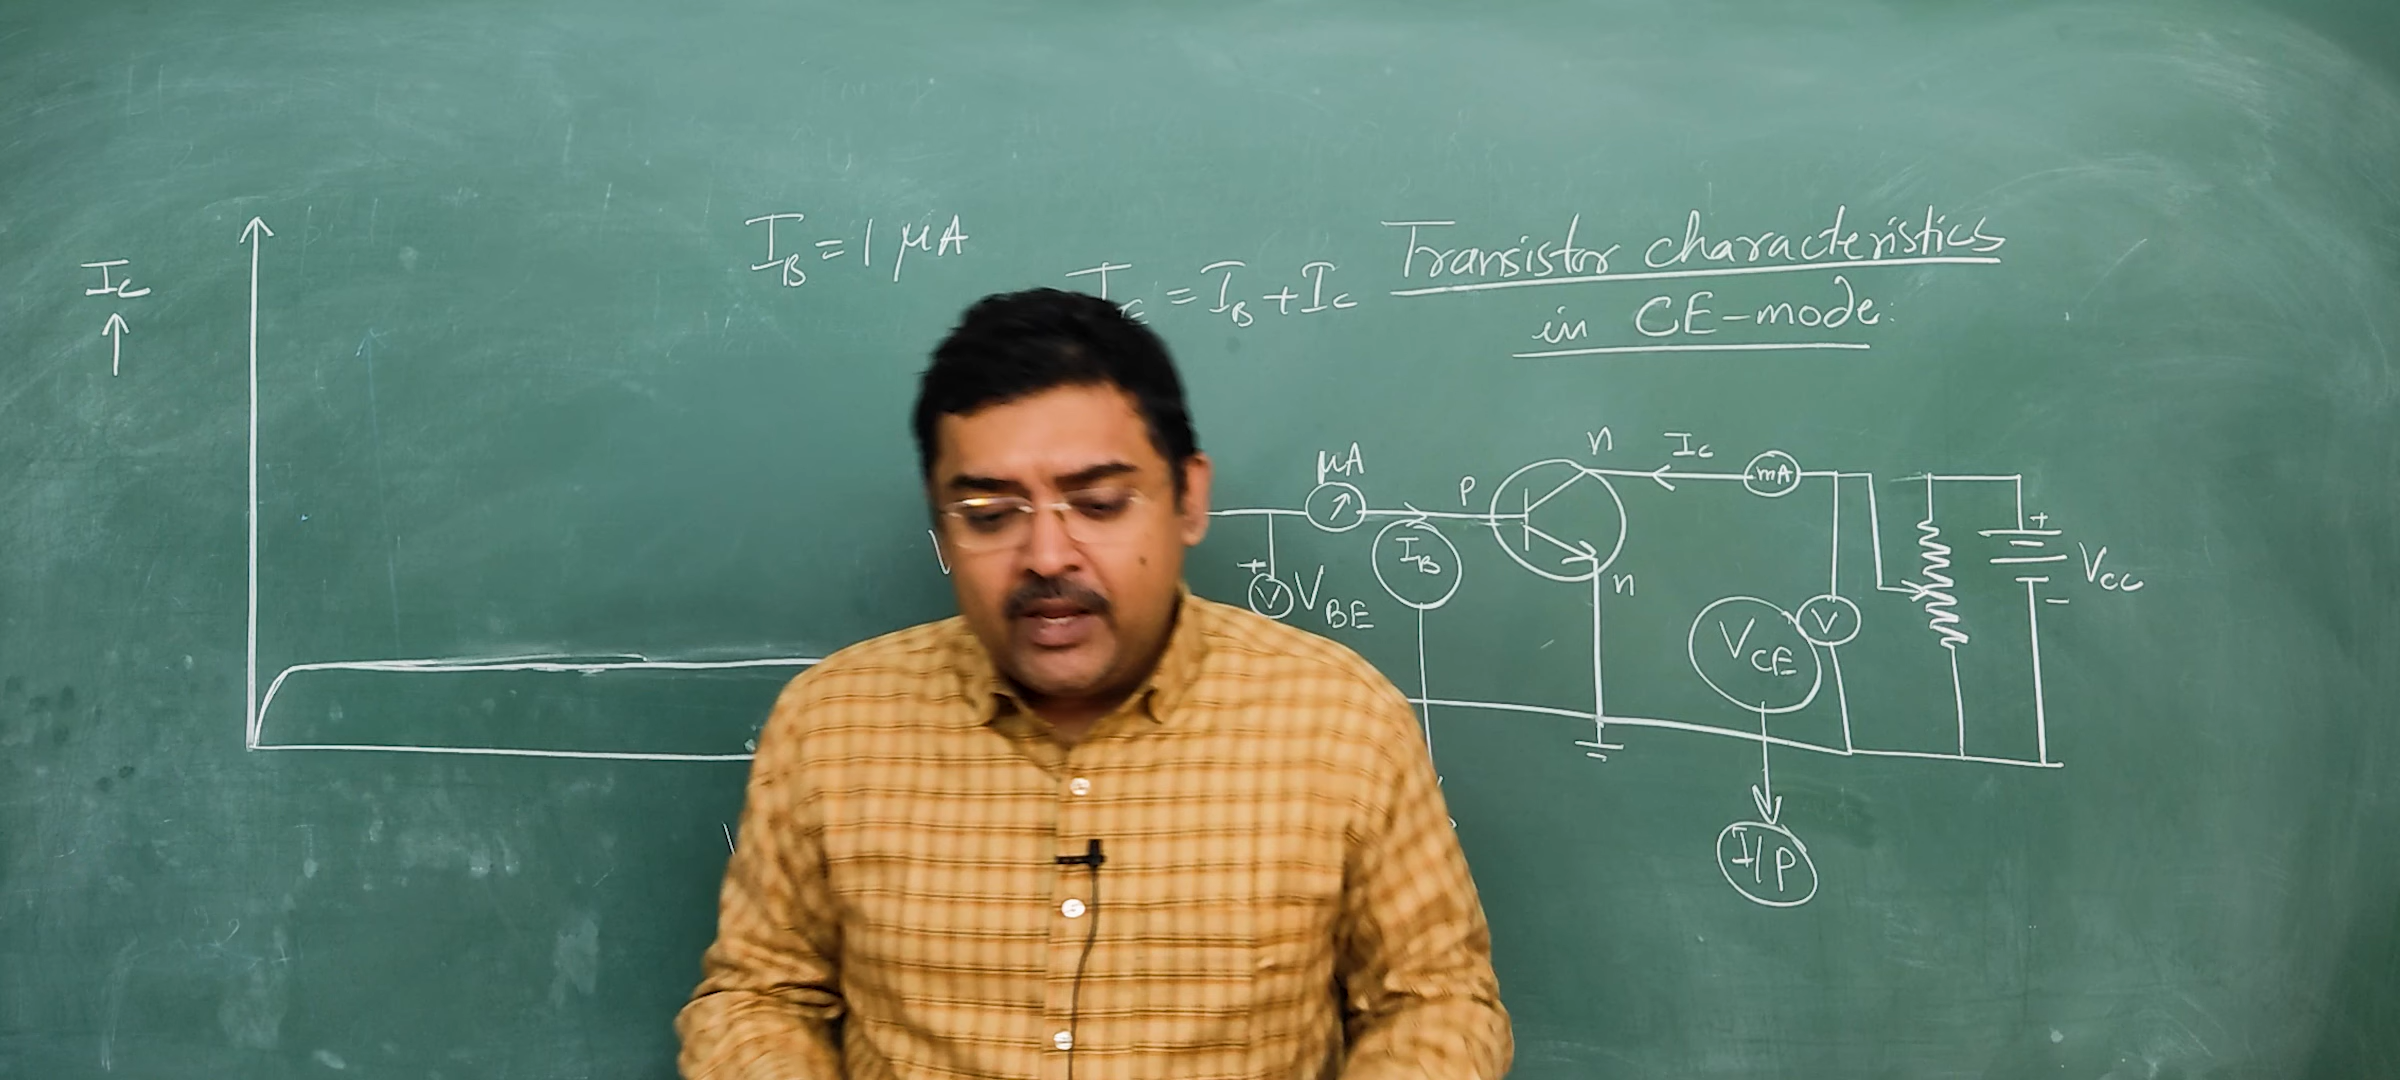 I_C
I_B = 1 μA
= I_B + I_C
Transistor characteristics
in CE-mode.
μA
P
n
I_C
mA
I_B
n
+
V
V_BE
V_CE
V
+
V_CC
-
I/P